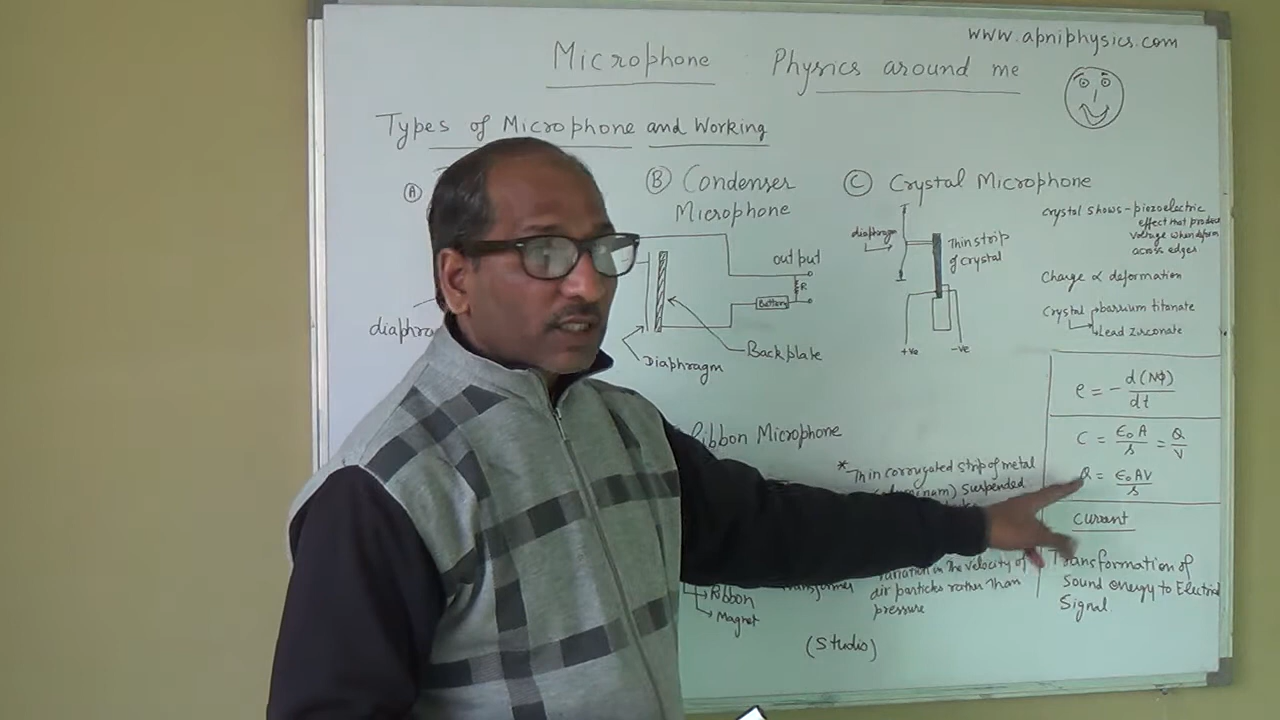 www.apniphysics.com
Microphone : Physics around me
Types of Microphone and Working
Ⓐ
Ⓑ Condenser
Microphone
output
R
Battery
Diaphragm
Back plate
Ⓒ Crystal Microphone
diaphragm
Thin strip
of crystal
+ve
-ve
Crystal shows - piezoelectric
effect that produce
voltage when deform
across edges
Charge ∝ deformation
Crystal barium titanate
Lead zirconate
e = - d(Nϕ)/dt
C = ϵ₀A/s = Q/V
Q = ϵ₀AV/s
Current
Transformation of
Sound energy to Electrical
Signal.
diaphra
Ribbon Microphone
* Thin corrugated strip of metal
Suspended
variation in the velocity of
air particles rather than
pressure
Ribbon
Magnet
(Studio)